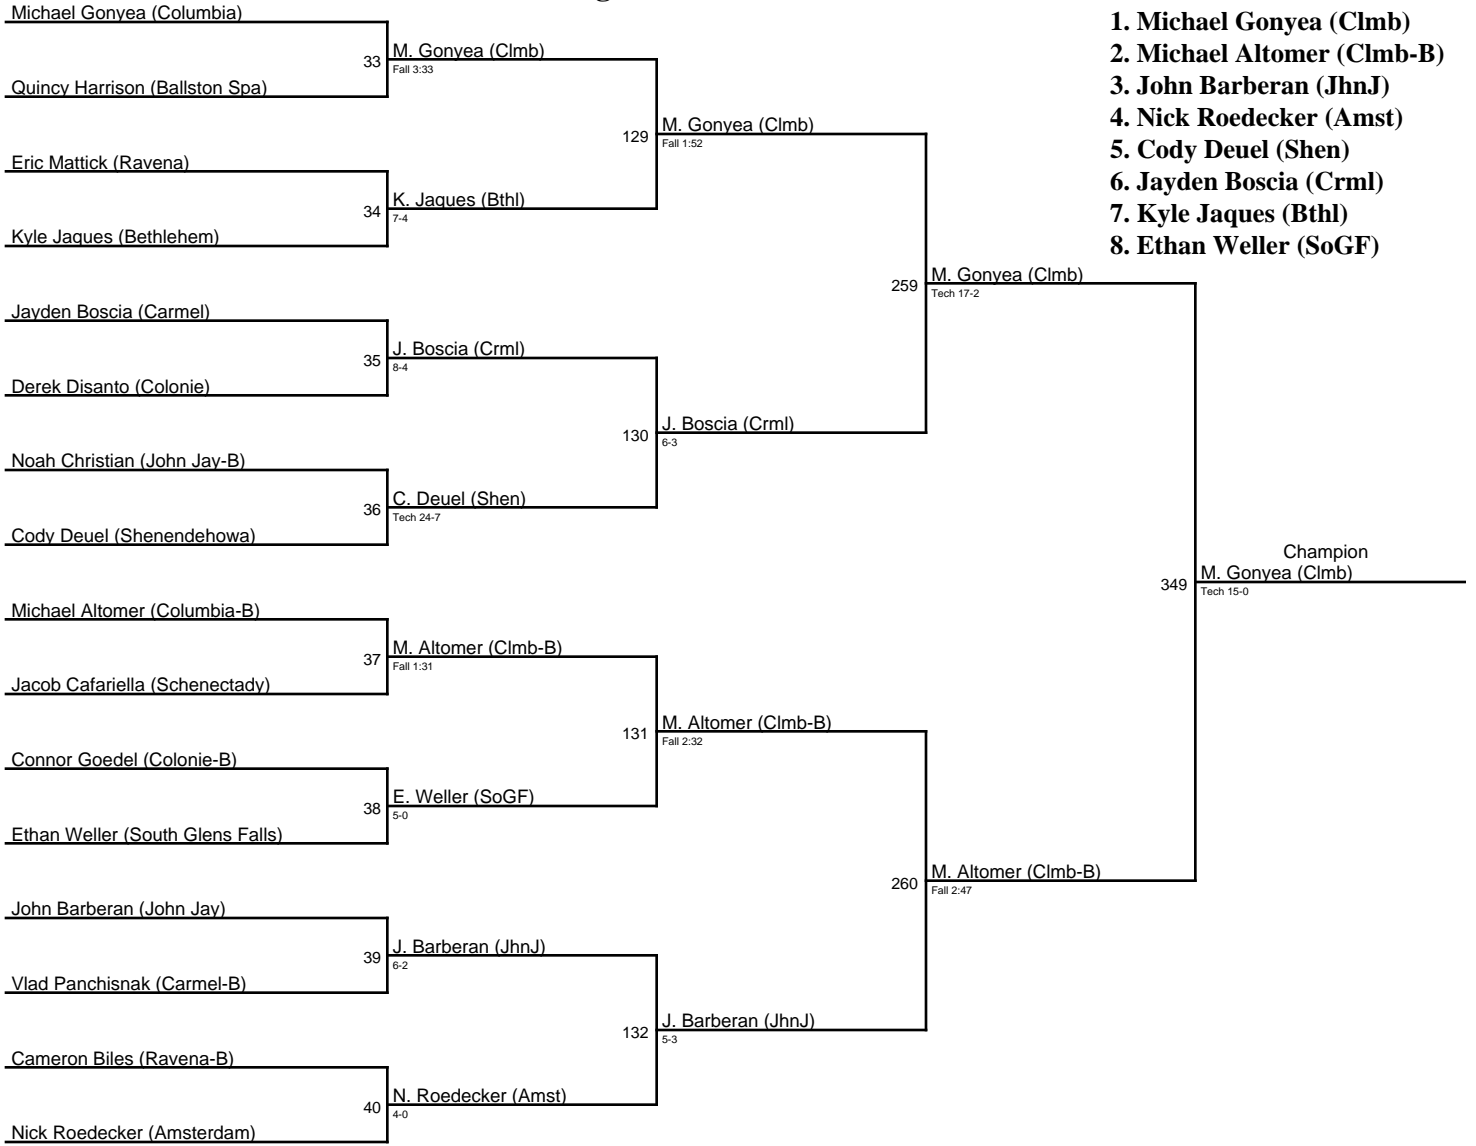 Michael Gonyea (Columbia)
33
M. Gonyea (Clmb)
Fall 3:33
Quincy Harrison (Ballston Spa)
129
M. Gonyea (Clmb)
Fall 1:52
Eric Mattick (Ravena)
34
K. Jaques (Bthl)
7-4
Kyle Jaques (Bethlehem)
259
M. Gonyea (Clmb)
Tech 17-2
Jayden Boscia (Carmel)
35
J. Boscia (Crml)
8-4
Derek Disanto (Colonie)
130
J. Boscia (Crml)
6-3
Noah Christian (John Jay-B)
36
C. Deuel (Shen)
Tech 24-7
Cody Deuel (Shenendehowa)
349
Champion
M. Gonyea (Clmb)
Tech 15-0
Michael Altomer (Columbia-B)
37
M. Altomer (Clmb-B)
Fall 1:31
Jacob Cafariella (Schenectady)
131
M. Altomer (Clmb-B)
Fall 2:32
Connor Goedel (Colonie-B)
38
E. Weller (SoGF)
5-0
Ethan Weller (South Glens Falls)
260
M. Altomer (Clmb-B)
Fall 2:47
John Barberan (John Jay)
39
J. Barberan (JhnJ)
6-2
Vlad Panchisnak (Carmel-B)
132
J. Barberan (JhnJ)
5-3
Cameron Biles (Ravena-B)
40
N. Roedecker (Amst)
4-0
Nick Roedecker (Amsterdam)
1. Michael Gonyea (Clmb)
2. Michael Altomer (Clmb-B)
3. John Barberan (JhnJ)
4. Nick Roedecker (Amst)
5. Cody Deuel (Shen)
6. Jayden Boscia (Crml)
7. Kyle Jaques (Bthl)
8. Ethan Weller (SoGF)